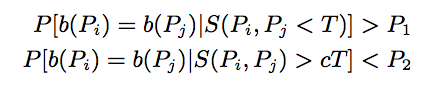 P[b(P_i) = b(P_j)|S(P_i, P_j < T)] > P_1
P[b(P_i) = b(P_j)|S(P_i, P_j) > cT] < P_2